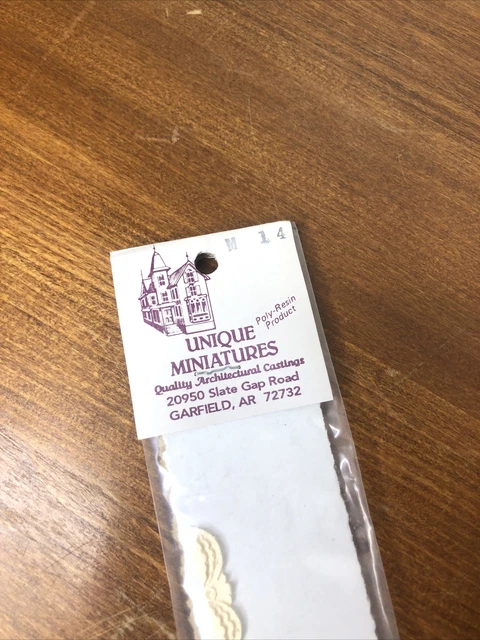 M 14
Poly-Resin
Product
UNIQUE
MINIATURES
Quality Architectural Castings
20950 Slate Gap Road
GARFIELD, AR 72732